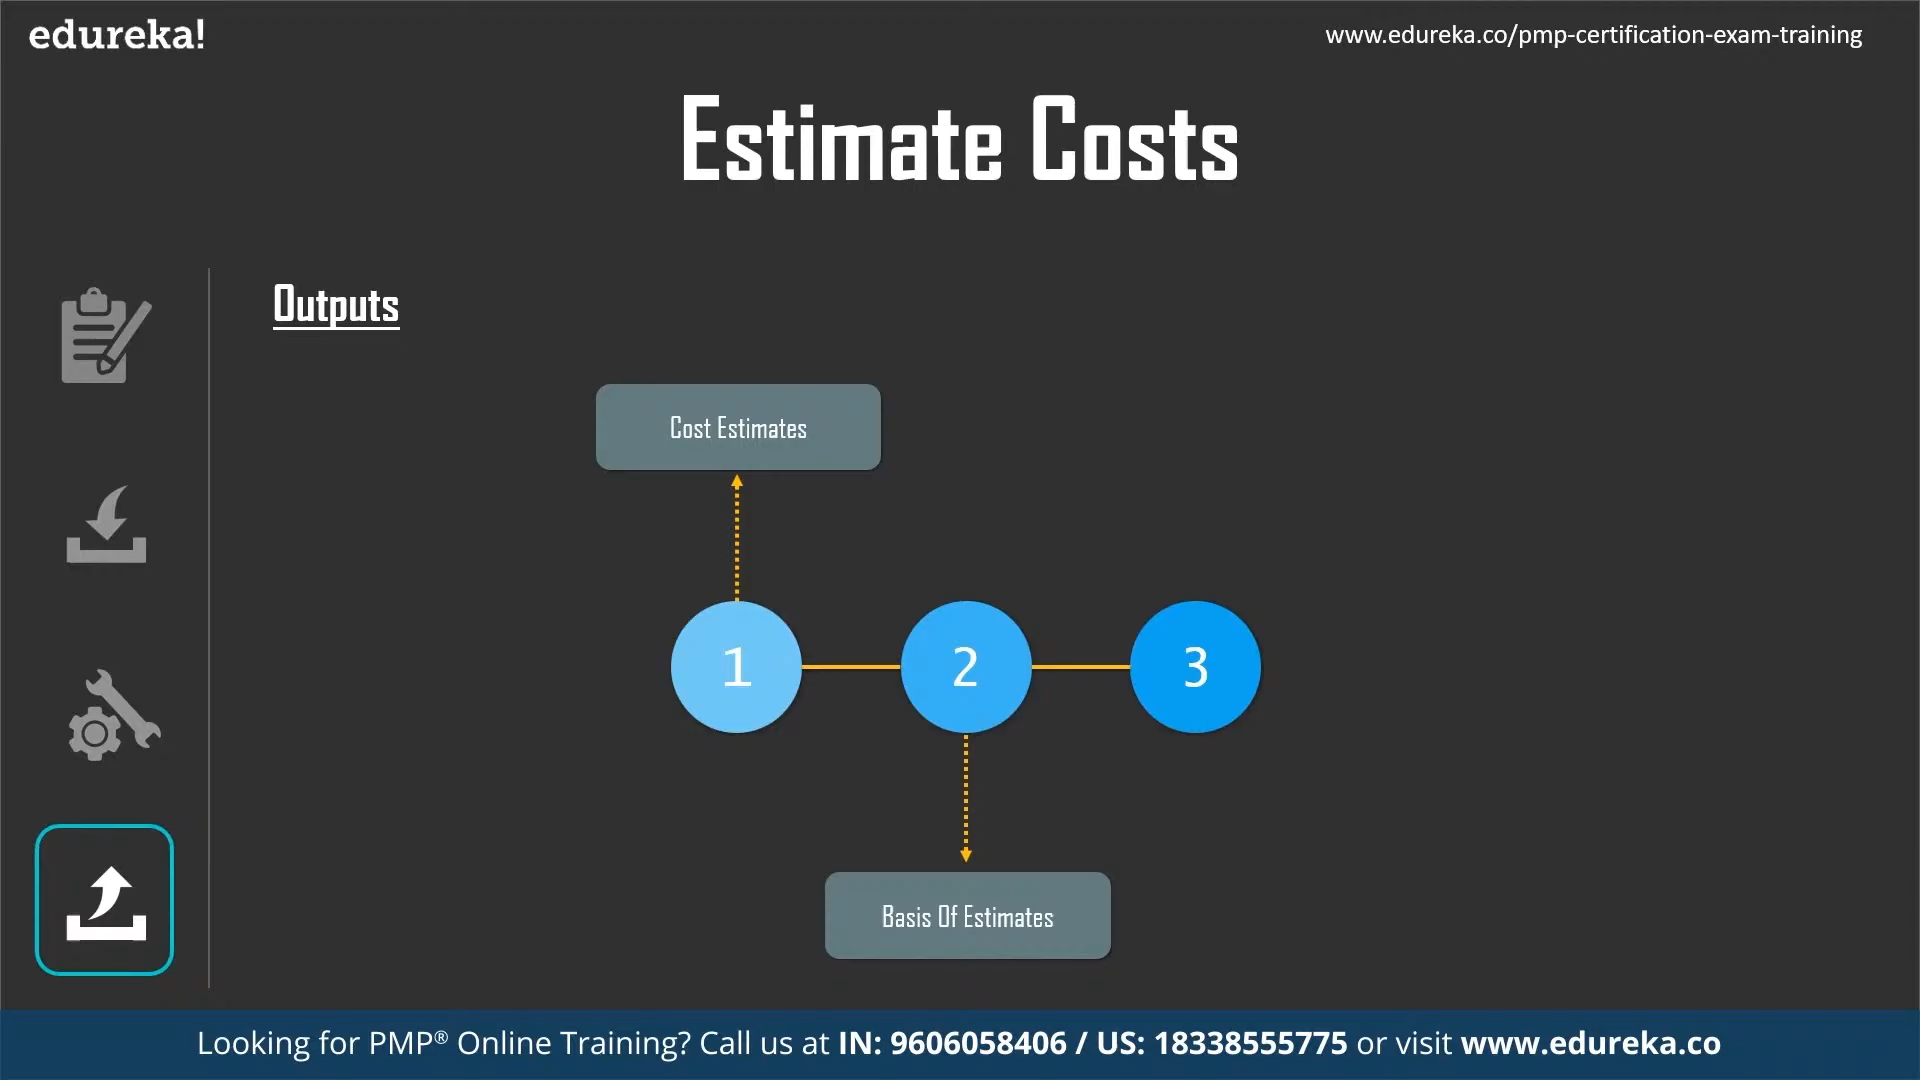 edureka!
www.edureka.co/pmp-certification-exam-training
Estimate Costs
Outputs
Cost Estimates
1
2
3
Basis Of Estimates
Looking for PMP® Online Training? Call us at IN: 9606058406 / US: 18338555775 or visit www.edureka.co